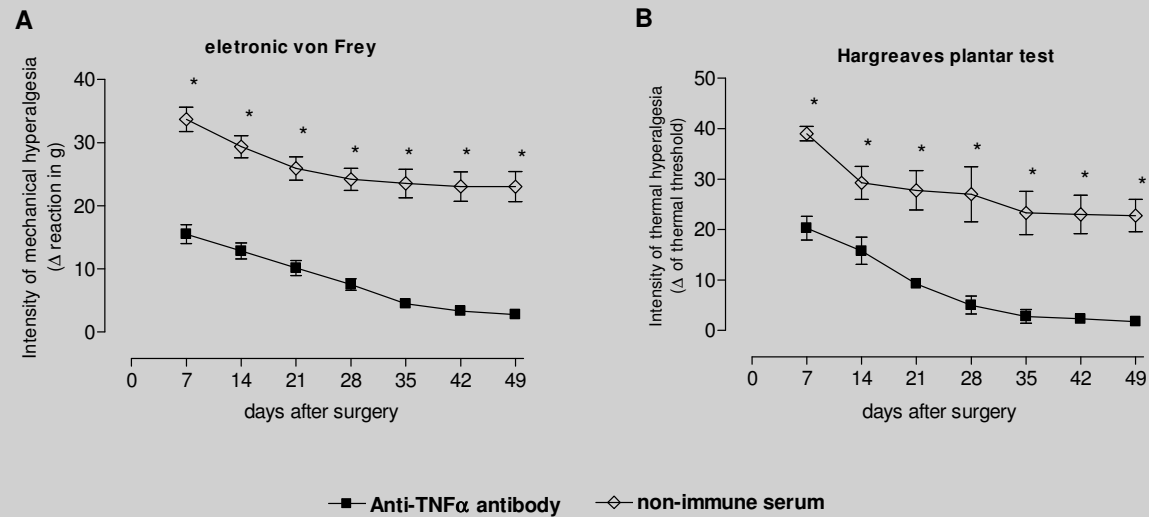 A
eletronic von Frey
Intensity of mechanical hyperalgesia
(Δ reaction in g)
40
30
20
10
0
* * * * * * *
0 7 14 21 28 35 42 49
days after surgery
B
Hargreaves plantar test
Intensity of thermal hyperalgesia
(Δ of thermal threshold)
50
40
30
20
10
0
* * * * * * *
0 7 14 21 28 35 42 49
days after surgery
Anti-TNFα antibody non-immune serum